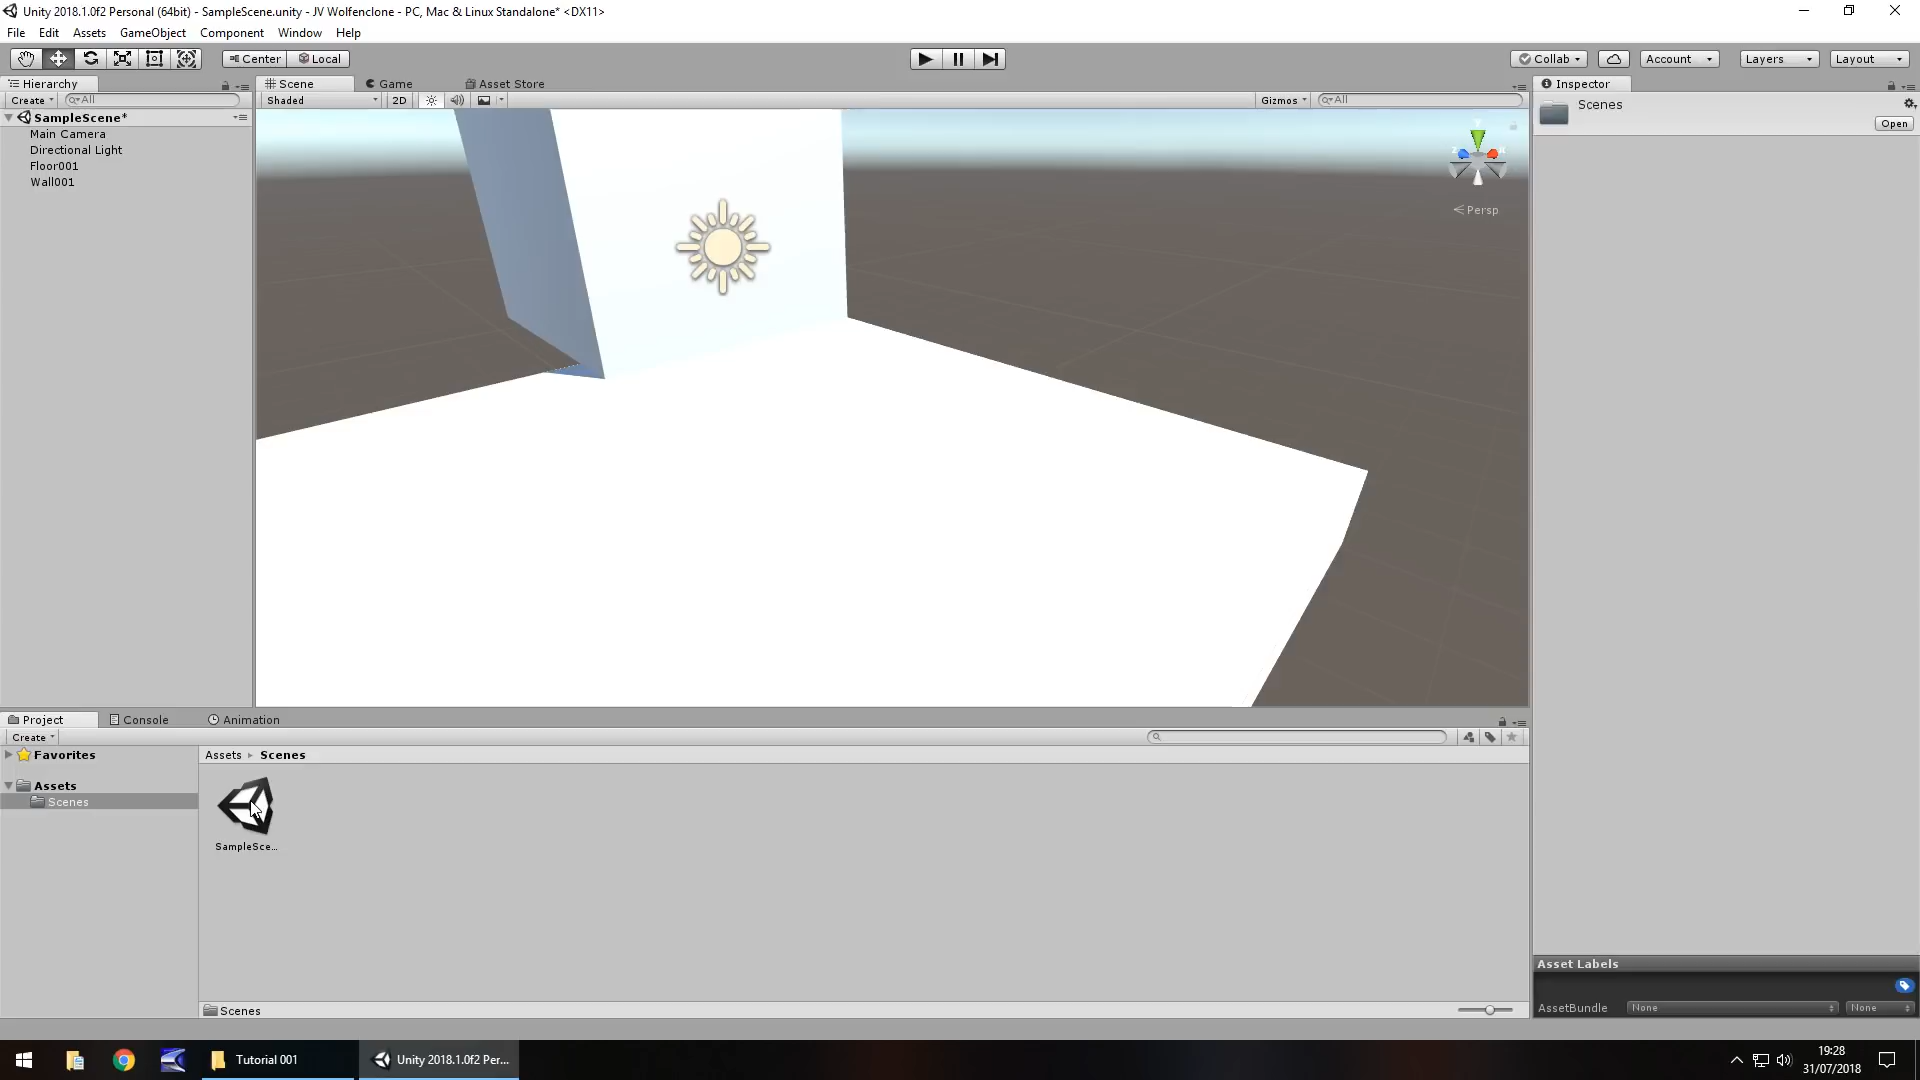 Unity 2018.1.0f2 Personal (64bit) - SampleScene.unity - JV Wolfenclone - PC, Mac & Linux Standalone* <DX11>
File Edit Assets GameObject Component Window Help
Center Local Collab Account Layers Layout
Hierarchy Scene Game Asset Store Inspector
Create All Shaded 2D Gizmos All
Scenes
Open
SampleScene*
Main Camera
Directional Light
Floor001
Wall001
y
z x
Persp
Project Console Animation
Create
Favorites
Assets
Scenes
Assets Scenes
SampleSce...
Scenes
Asset Labels
AssetBundle None None
Tutorial 001 Unity 2018.1.0f2 Per...
19:28
31/07/2018